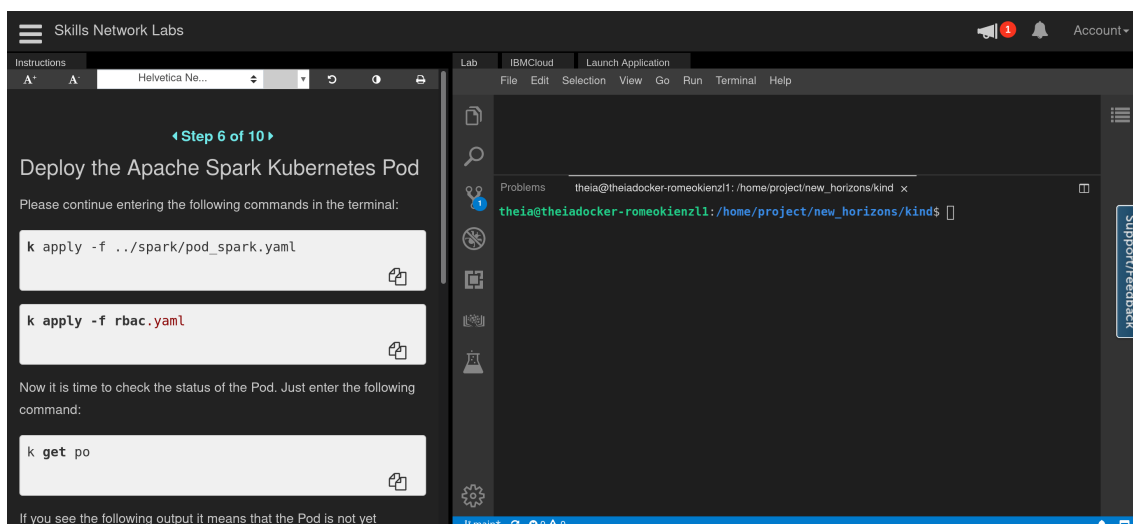 Skills Network Labs
1
Account
Instructions
A+
A-
Helvetica Ne...
Step 6 of 10
Deploy the Apache Spark Kubernetes Pod
Please continue entering the following commands in the terminal:
k apply -f ../spark/pod_spark.yaml
k apply -f rbac.yaml
Now it is time to check the status of the Pod. Just enter the following
command:
k get po
If you see the following output it means that the Pod is not yet
Lab IBMCloud Launch Application
File Edit Selection View Go Run Terminal Help
1
Problems theia@theiadocker-romeokienzl1: /home/project/new_horizons/kind x
theia@theiadocker-romeokienzl1:/home/project/new_horizons/kind$
Support/Feedback